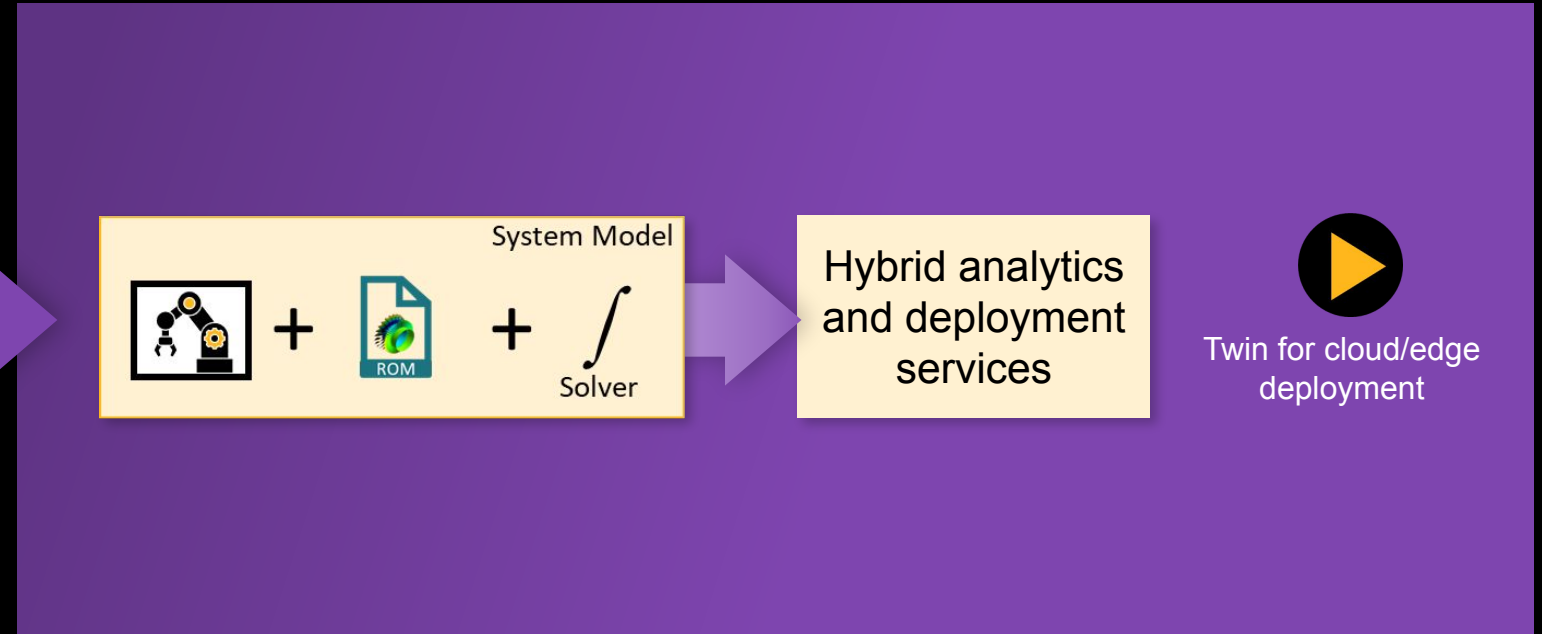 System Model
ROM
Solver
Hybrid analytics
and deployment
services
Twin for cloud/edge
deployment